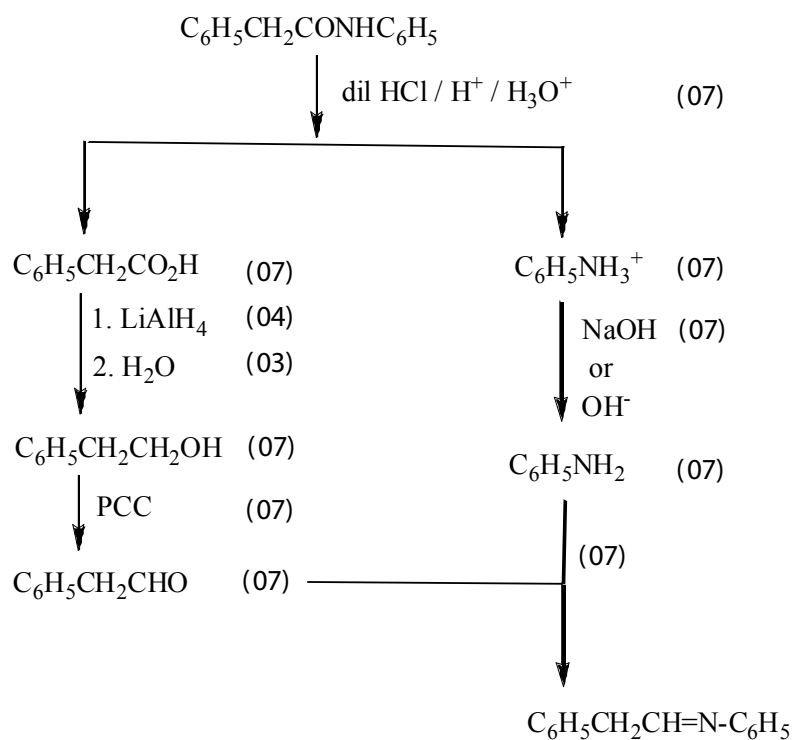 C₆H₅CH₂CONHC₆H₅
dil HCl / H⁺ / H₃O⁺ (07)
C₆H₅CH₂CO₂H (07) C₆H₅NH₃⁺ (07)
1. LiAlH₄ (04) NaOH (07)
2. H₂O (03) or
OH⁻
C₆H₅CH₂CH₂OH (07) C₆H₅NH₂ (07)
PCC (07)
(07)
C₆H₅CH₂CHO (07)
C₆H₅CH₂CH=N-C₆H₅